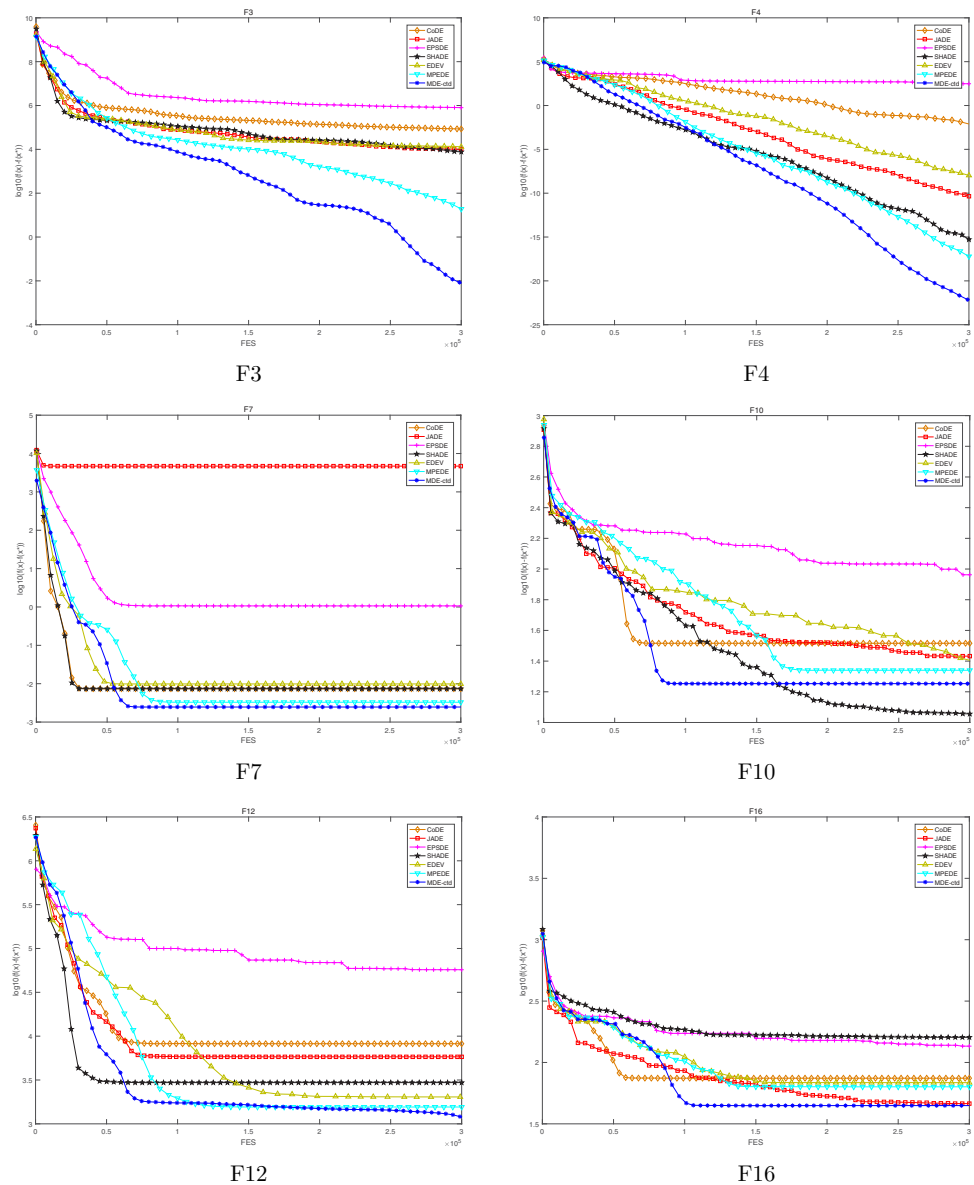 F3
10
8
6
4
2
0
-2
-4
log10(f(x)-f(x*))
0
0.5
1
1.5
2
2.5
3
FES
×10^5
CoDE
JADE
EPSDE
SHADE
EDEV
MPEDE
MDE-ctd
F3
F4
10
5
0
-5
-10
-15
-20
-25
log10(f(x)-f(x*))
0
0.5
1
1.5
2
2.5
3
FES
×10^5
CoDE
JADE
EPSDE
SHADE
EDEV
MPEDE
MDE-ctd
F4
F7
5
4
3
2
1
0
-1
-2
-3
log10(f(x)-f(x*))
0
0.5
1
1.5
2
2.5
3
FES
×10^5
CoDE
JADE
EPSDE
SHADE
EDEV
MPEDE
MDE-ctd
F7
F10
3
2.8
2.6
2.4
2.2
2
1.8
1.6
1.4
1.2
1
log10(f(x)-f(x*))
0
0.5
1
1.5
2
2.5
3
FES
×10^5
CoDE
JADE
EPSDE
SHADE
EDEV
MPEDE
MDE-ctd
F10
F12
6.5
6
5.5
5
4.5
4
3.5
3
log10(f(x)-f(x*))
0
0.5
1
1.5
2
2.5
3
FES
×10^5
CoDE
JADE
EPSDE
SHADE
EDEV
MPEDE
MDE-ctd
F12
F16
4
3.5
3
2.5
2
1.5
log10(f(x)-f(x*))
0
0.5
1
1.5
2
2.5
3
FES
×10^5
CoDE
JADE
EPSDE
SHADE
EDEV
MPEDE
MDE-ctd
F16